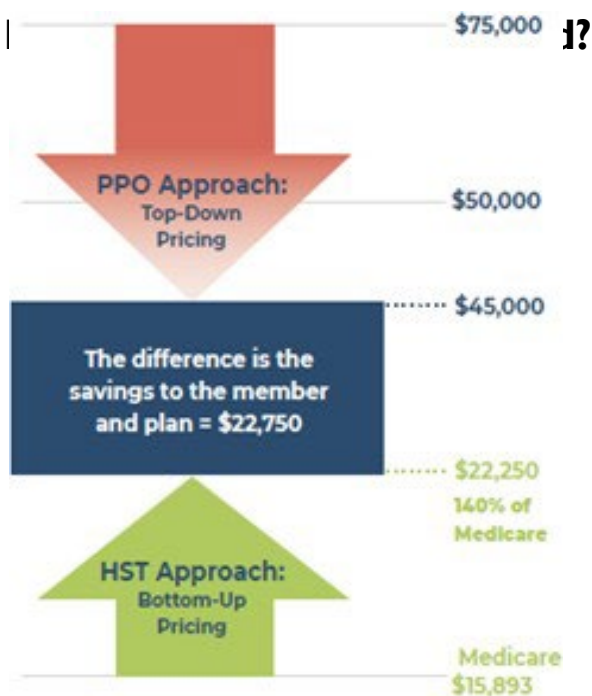 $75,000
d?
PPO Approach:
Top-Down
Pricing
$50,000
$45,000
The difference is the
savings to the member
and plan = $22,750
$22,250
140% of
Medicare
HST Approach:
Bottom-Up
Pricing
Medicare
$15,893